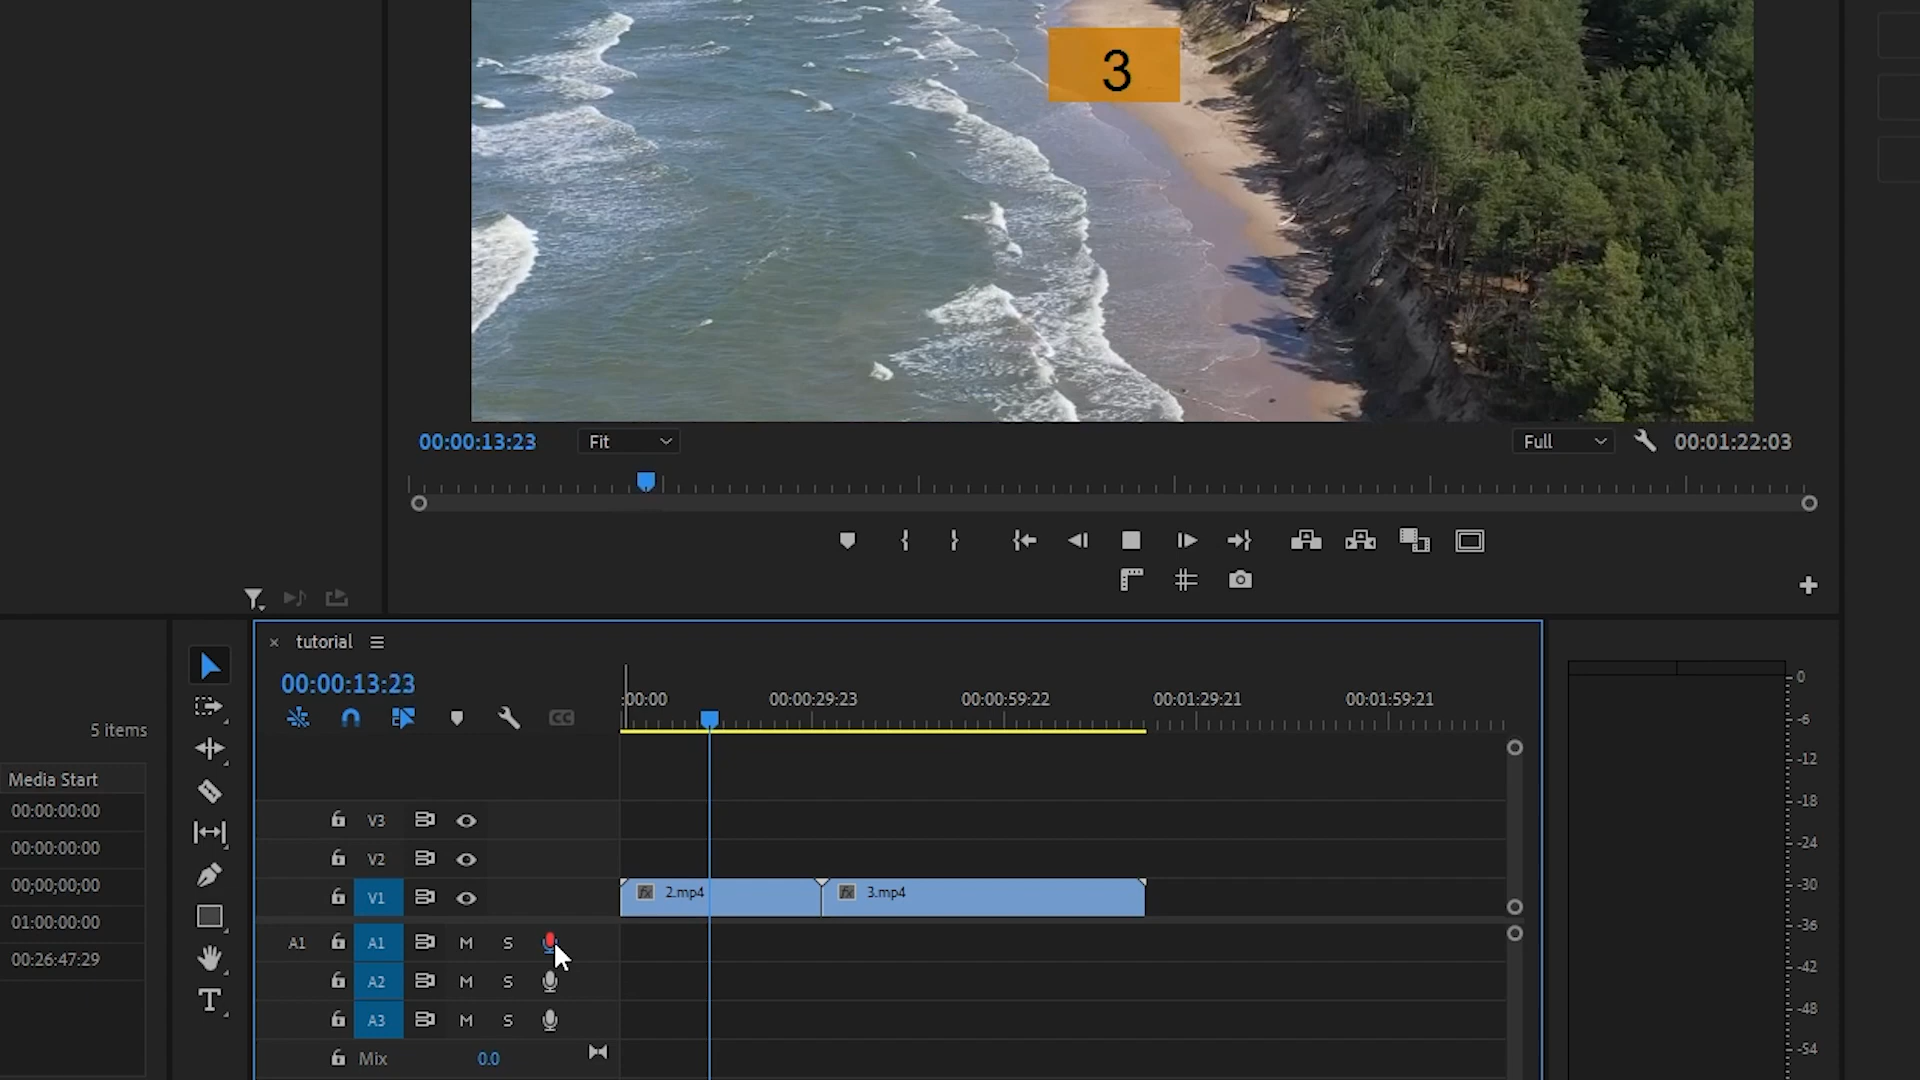 3
00:00:13:23
Fit
Full
00:01:22:03
× tutorial
00:00:13:23
:00:00
00:00:29:23
00:00:59:22
00:01:29:21
00:01:59:21
CC
5 items
Media Start
00:00:00:00
00:00:00:00
00;00;00;00
01:00:00:00
00:26:47:29
V3
V2
V1
fx 2.mp4
fx 3.mp4
A1 A1 M S
A2 M S
A3 M S
Mix 0.0
0
-6
-12
-18
-24
-30
-36
-42
-48
-54